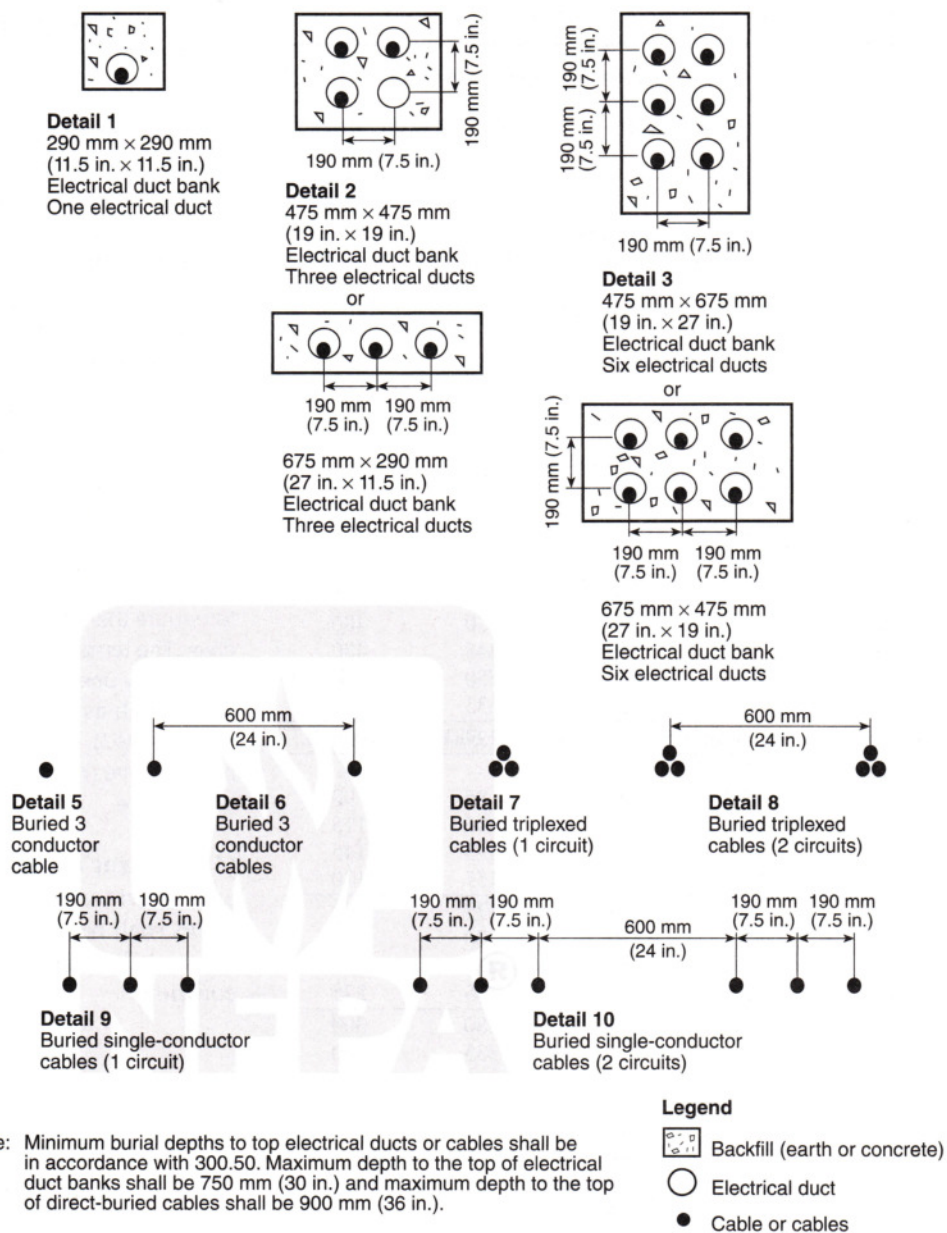 190 mm (7.5 in.)
190 mm
(7.5 in.)
190 mm
(7.5 in.)
Detail 1
290 mm × 290 mm
(11.5 in. × 11.5 in.)
Electrical duct bank
One electrical duct
190 mm (7.5 in.)
Detail 2
475 mm × 475 mm
(19 in. × 19 in.)
Electrical duct bank
Three electrical ducts
or
190 mm 190 mm
(7.5 in.) (7.5 in.)
675 mm × 290 mm
(27 in. × 11.5 in.)
Electrical duct bank
Three electrical ducts
190 mm (7.5 in.)
Detail 3
475 mm × 675 mm
(19 in. × 27 in.)
Electrical duct bank
Six electrical ducts
or
190 mm (7.5 in.)
190 mm 190 mm
(7.5 in.) (7.5 in.)
675 mm × 475 mm
(27 in. × 19 in.)
Electrical duct bank
Six electrical ducts
600 mm
(24 in.)
600 mm
(24 in.)
Detail 5
Buried 3
conductor
cable
Detail 6
Buried 3
conductor
cables
Detail 7
Buried triplexed
cables (1 circuit)
Detail 8
Buried triplexed
cables (2 circuits)
190 mm 190 mm
(7.5 in.) (7.5 in.)
190 mm 190 mm
(7.5 in.) (7.5 in.)
600 mm
(24 in.)
190 mm 190 mm
(7.5 in.) (7.5 in.)
Detail 9
Buried single-conductor
cables (1 circuit)
Detail 10
Buried single-conductor
cables (2 circuits)
NFPA®
e: Minimum burial depths to top electrical ducts or cables shall be
in accordance with 300.50. Maximum depth to the top of electrical
duct banks shall be 750 mm (30 in.) and maximum depth to the top
of direct-buried cables shall be 900 mm (36 in.).
Legend
Backfill (earth or concrete)
Electrical duct
Cable or cables